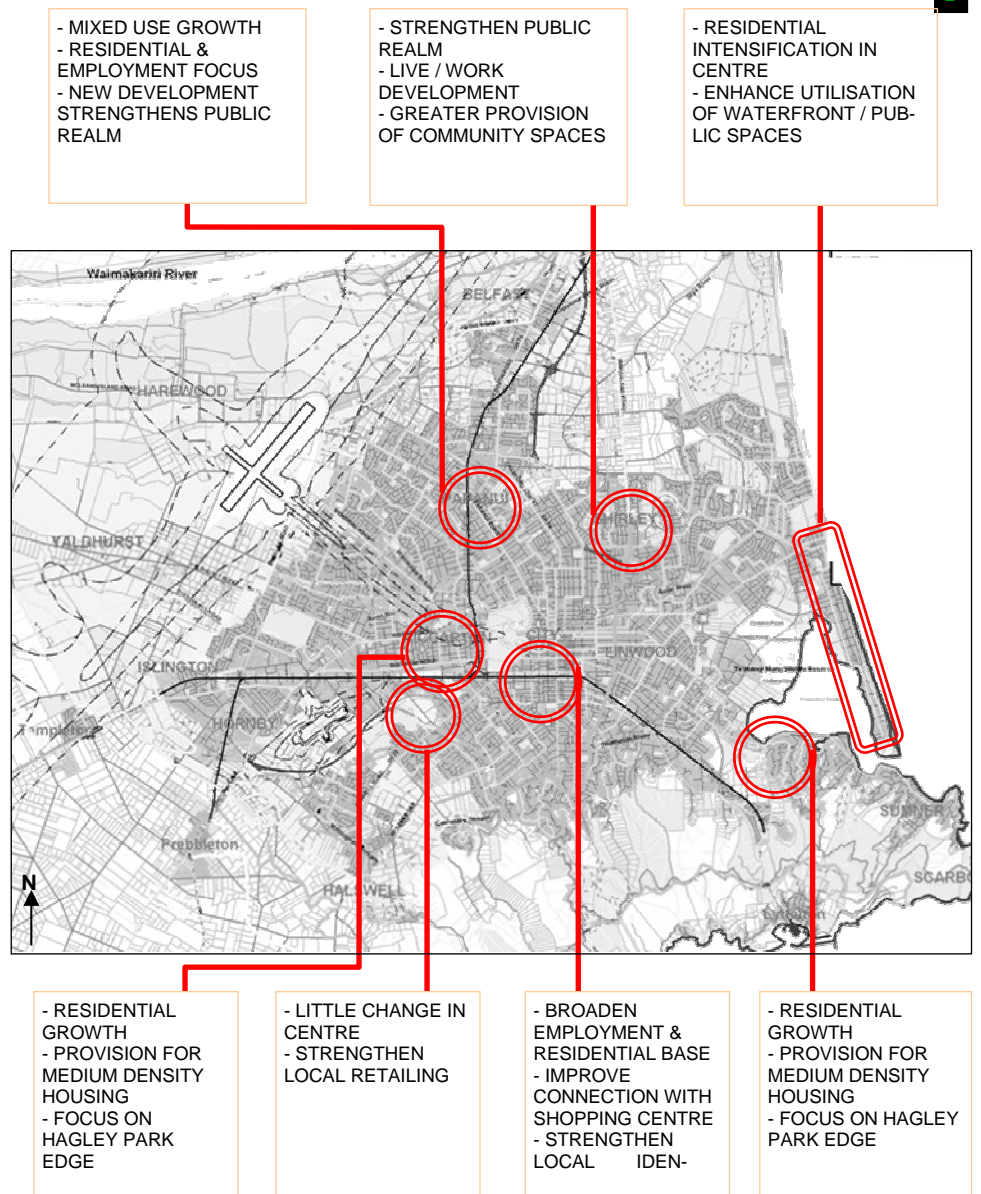 - MIXED USE GROWTH
- RESIDENTIAL &
EMPLOYMENT FOCUS
- NEW DEVELOPMENT
STRENGTHENS PUBLIC
REALM
- STRENGTHEN PUBLIC
REALM
- LIVE / WORK
DEVELOPMENT
- GREATER PROVISION
OF COMMUNITY SPACES
- RESIDENTIAL
INTENSIFICATION IN
CENTRE
- ENHANCE UTILISATION
OF WATERFRONT / PUB-
LIC SPACES
Waimakariri River
BELFAST
HAREWOOD
YALDHURST
L
LINWOOD
ISLINGTON
HORNBY
Templeton
SUMNER
Prebbleton
HALSWELL
SCARBO
Lyttelton
N
- RESIDENTIAL
GROWTH
- PROVISION FOR
MEDIUM DENSITY
HOUSING
- FOCUS ON
HAGLEY PARK
EDGE
- LITTLE CHANGE IN
CENTRE
- STRENGTHEN
LOCAL RETAILING
- BROADEN
EMPLOYMENT &
RESIDENTIAL BASE
- IMPROVE
CONNECTION WITH
SHOPPING CENTRE
- STRENGTHEN
LOCAL IDEN-
- RESIDENTIAL
GROWTH
- PROVISION FOR
MEDIUM DENSITY
HOUSING
- FOCUS ON HAGLEY
PARK EDGE